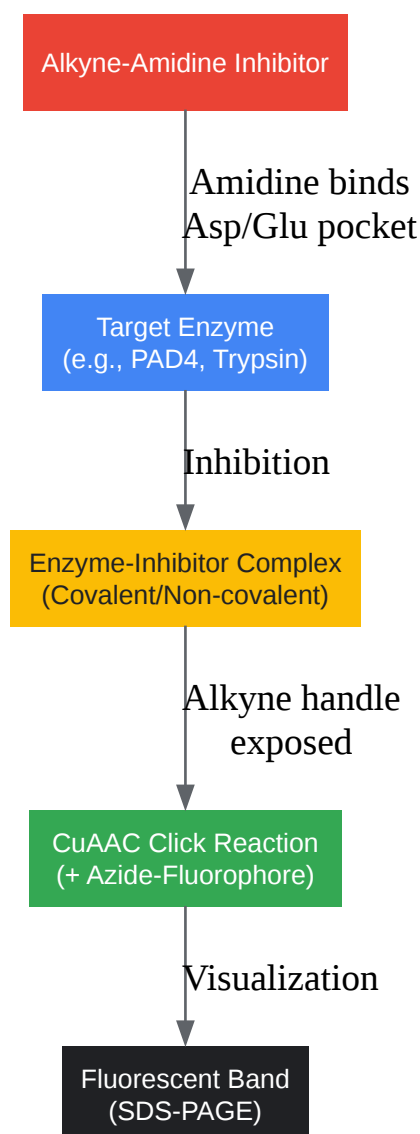 Alkyne-Amidine Inhibitor
Amidine binds
Asp/Glu pocket
Target Enzyme
(e.g., PAD4, Trypsin)
Inhibition
Enzyme-Inhibitor Complex
(Covalent/Non-covalent)
Alkyne handle
exposed
CuAAC Click Reaction
(+ Azide-Fluorophore)
Visualization
Fluorescent Band
(SDS-PAGE)